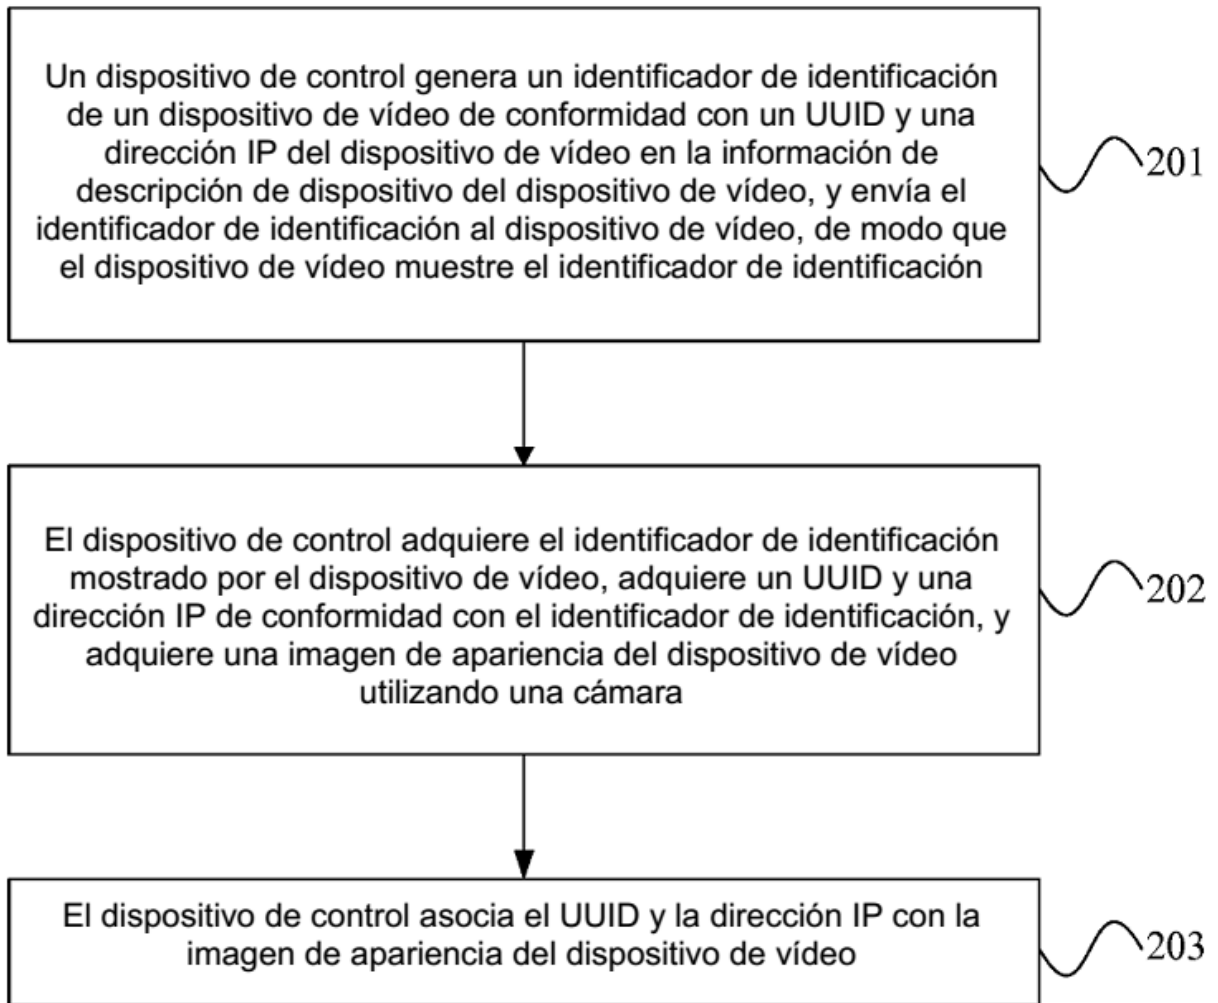 Un dispositivo de control genera un identificador de identificación
de un dispositivo de vídeo de conformidad con un UUID y una
dirección IP del dispositivo de vídeo en la información de
descripción de dispositivo del dispositivo de vídeo, y envía el
identificador de identificación al dispositivo de vídeo, de modo que
el dispositivo de vídeo muestre el identificador de identificación
201
El dispositivo de control adquiere el identificador de identificación
mostrado por el dispositivo de vídeo, adquiere un UUID y una
dirección IP de conformidad con el identificador de identificación, y
adquiere una imagen de apariencia del dispositivo de vídeo
utilizando una cámara
202
El dispositivo de control asocia el UUID y la dirección IP con la
imagen de apariencia del dispositivo de vídeo
203